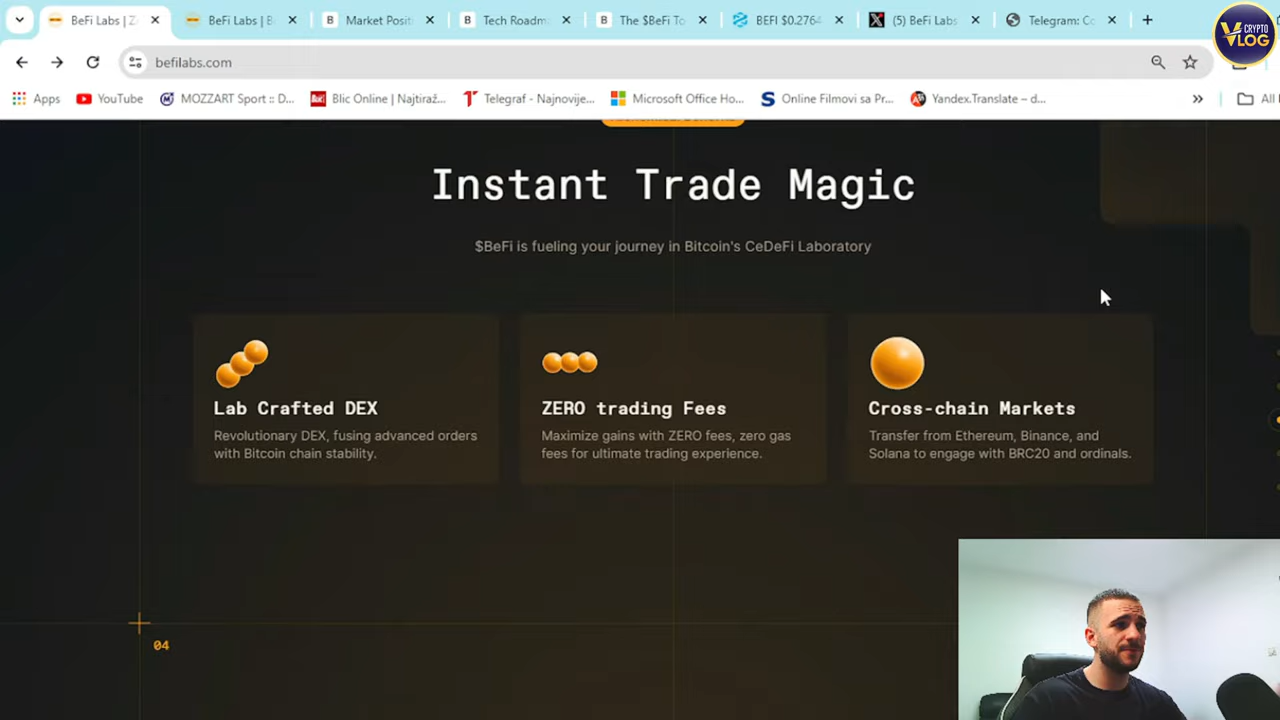 BeFi Labs | Z
BeFi Labs | B
Market Posit
Tech Roadm
The $BeFi To
BEFI $0.2764
(5) BeFi Labs
Telegram: Co
CRYPTO
VLOG
befilabs.com
Apps
YouTube
MOZZART Sport :: D...
Blic Online | Najtiraž...
Telegraf - Najnovije...
Microsoft Office Ho...
Online Filmovi sa Pr...
Yandex.Translate – d...
All
Instant Trade Magic
$BeFi is fueling your journey in Bitcoin's CeDeFi Laboratory
Lab Crafted DEX
Revolutionary DEX, fusing advanced orders
with Bitcoin chain stability.
ZERO trading Fees
Maximize gains with ZERO fees, zero gas
fees for ultimate trading experience.
Cross-chain Markets
Transfer from Ethereum, Binance, and
Solana to engage with BRC20 and ordinals.
04